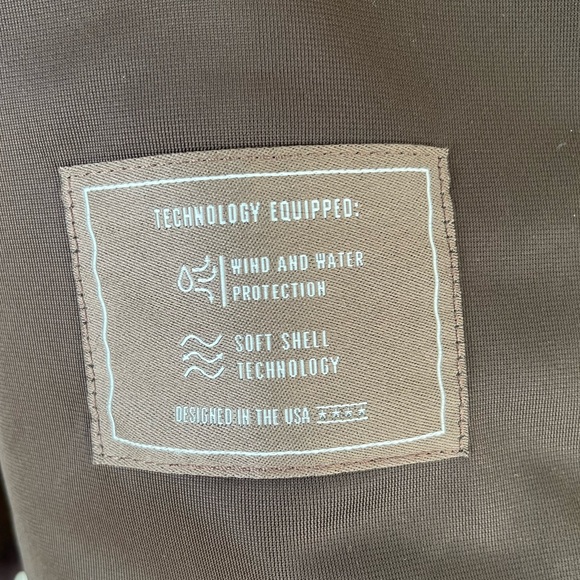 TECHNOLOGY EQUIPPED:
WIND AND WATER
PROTECTION
SOFT SHELL
TECHNOLOGY
DESIGNED IN THE USA